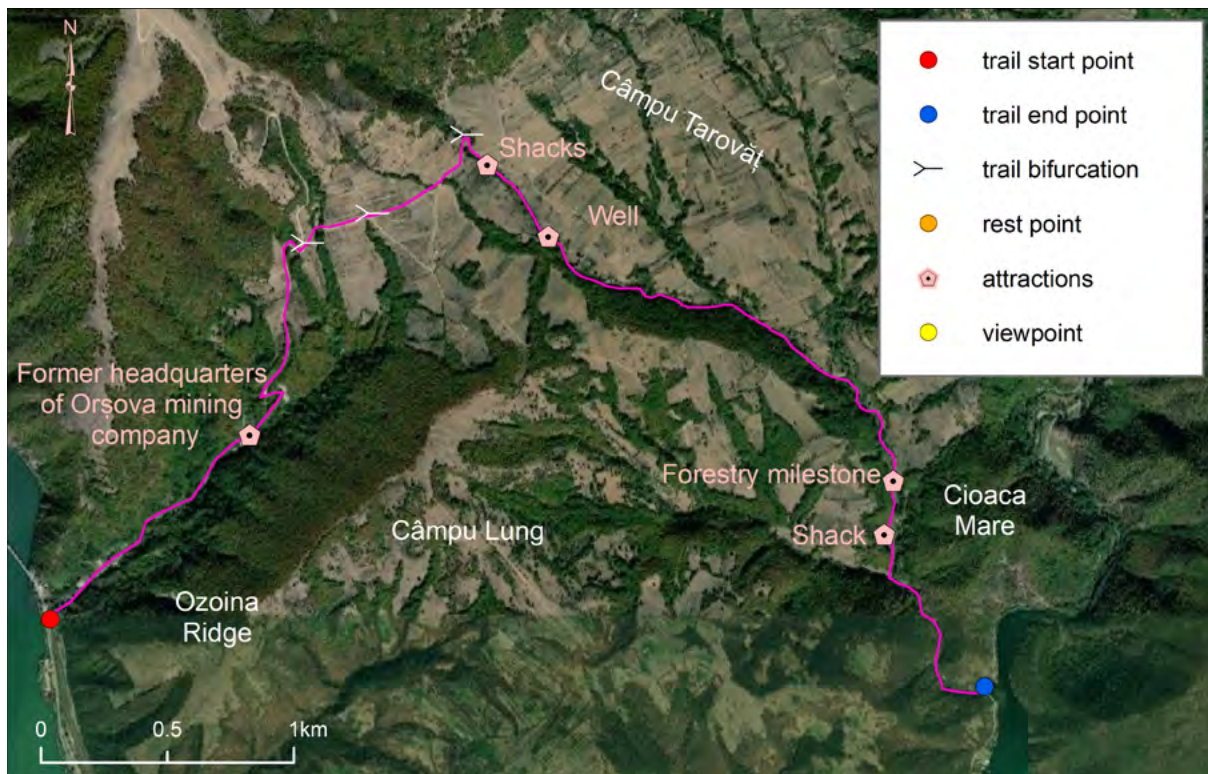 N
trail start point
Câmpu Tarovăț
trail end point
Shacks
trail bifurcation
Well
rest point
attractions
viewpoint
Former headquarters
of Orșova mining
company
Forestry milestone
Cioaca
Mare
Câmpu Lung
Shack
Ozoina
Ridge
0 0.5 1km